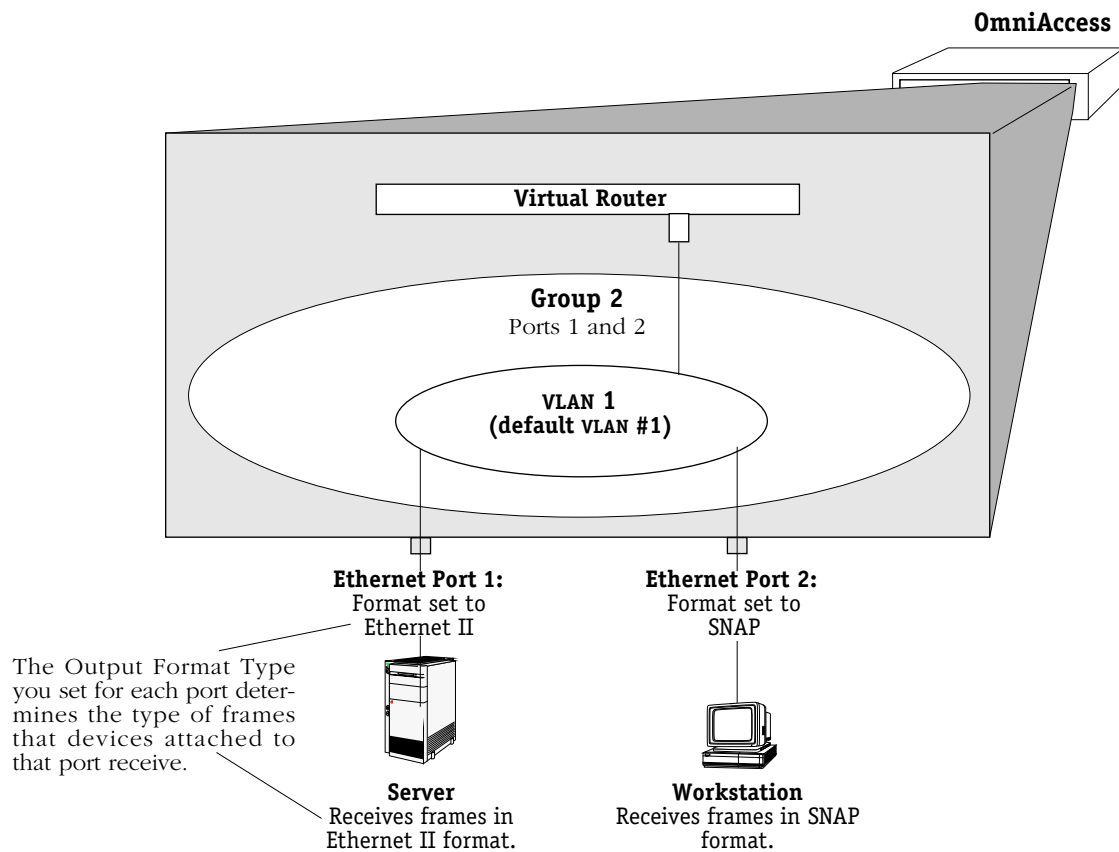 OmniAccess
Virtual Router
Group 2
Ports 1 and 2
VLAN 1
(default VLAN #1)
Ethernet Port 1:
Format set to
Ethernet II
Ethernet Port 2:
Format set to
SNAP
The Output Format Type
you set for each port deter-
mines the type of frames
that devices attached to
that port receive.
Server
Receives frames in
Ethernet II format.
Workstation
Receives frames in SNAP
format.